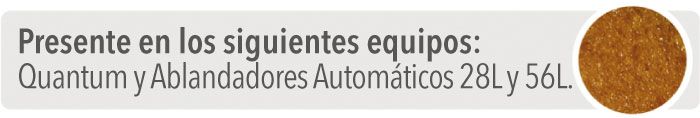 Presente en los siguientes equipos:
Quantum y Ablandadores Automáticos 28L y 56L.